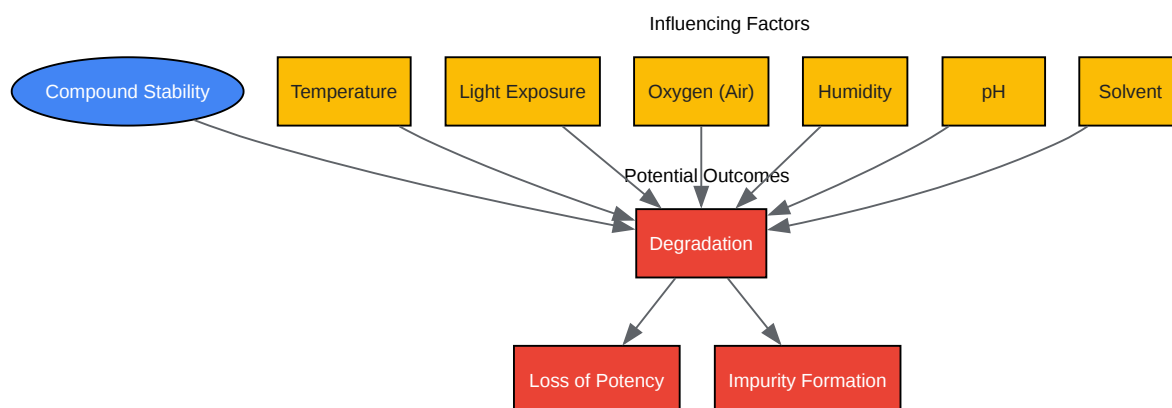 Influencing Factors
Compound Stability
Temperature
Light Exposure
Oxygen (Air)
Humidity
pH
Solvent
Potential Outcomes
Degradation
Loss of Potency
Impurity Formation